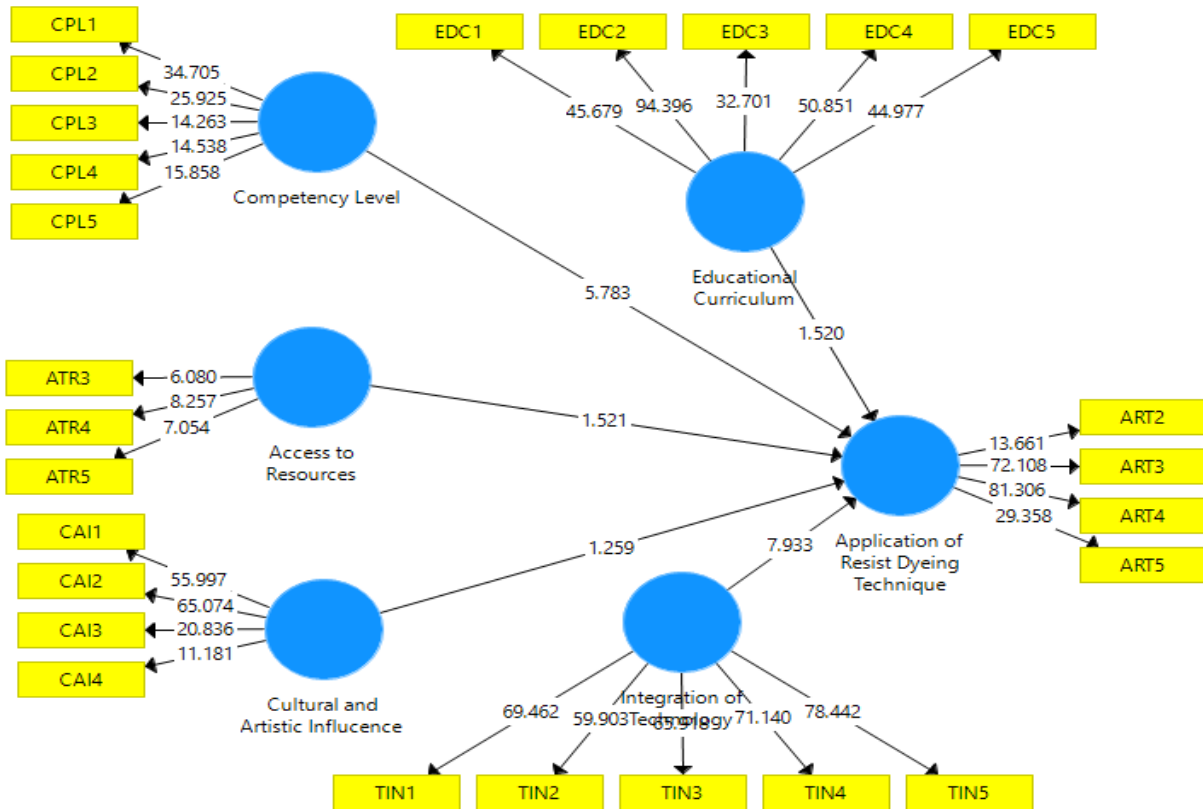 CPL1
CPL2
CPL3
CPL4
CPL5
34.705
25.925
14.263
14.538
15.858
Competency Level
EDC1
EDC2
EDC3
EDC4
EDC5
45.679
94.396
32.701
50.851
44.977
Educational
Curriculum
5.783
1.520
ATR3
ATR4
ATR5
6.080
8.257
7.054
Access to
Resources
1.521
CAI1
CAI2
CAI3
CAI4
55.997
65.074
20.836
11.181
Cultural and
Artistic Influcence
1.259
7.933
Application of
Resist Dyeing
Technique
13.661
72.108
81.306
29.358
ART2
ART3
ART4
ART5
Integration of
Technology
69.462
59.903
71.140
78.442
TIN1
TIN2
TIN3
TIN4
TIN5